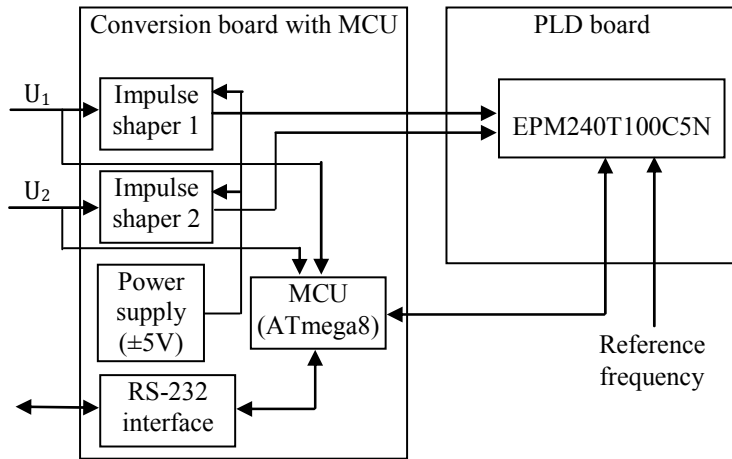 Conversion board with MCU
PLD board
U1
Impulse
shaper 1
EPM240T100C5N
U2
Impulse
shaper 2
Power
supply
(±5V)
MCU
(ATmega8)
Reference
frequency
RS-232
interface